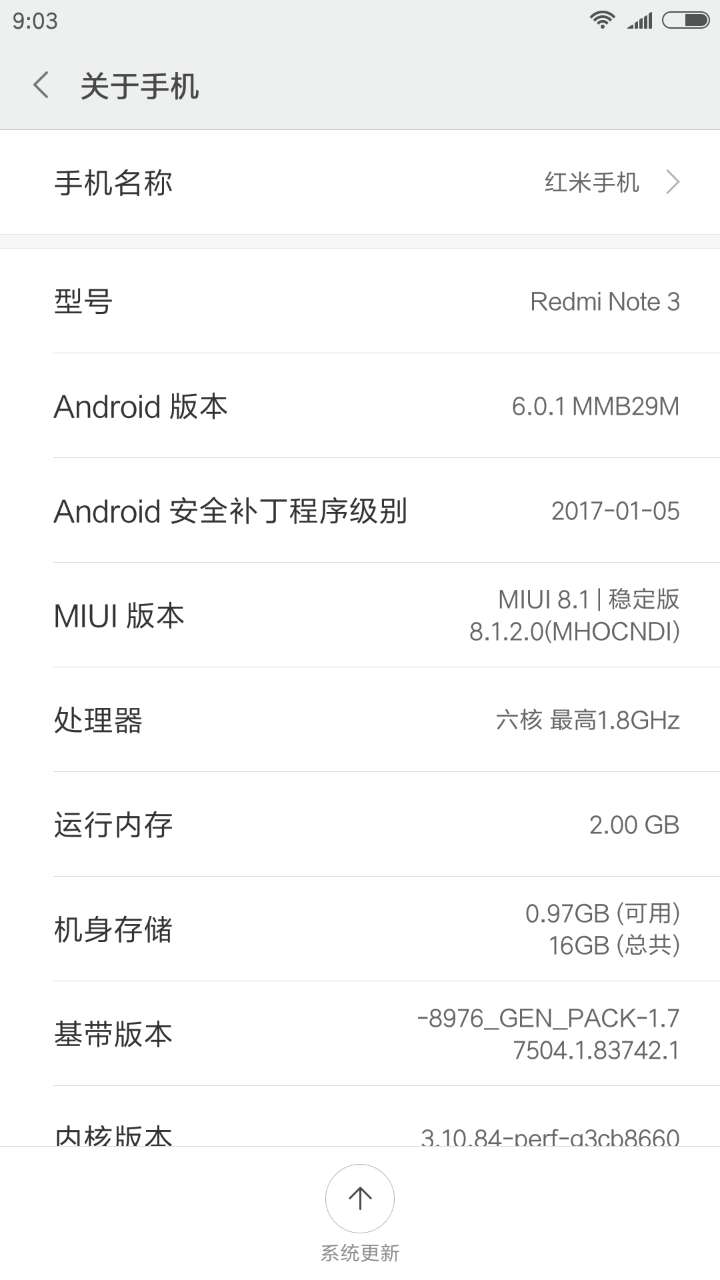 9:03
关于手机
手机名称 红米手机
型号 Redmi Note 3
Android 版本 6.0.1 MMB29M
Android 安全补丁程序级别 2017-01-05
MIUI 版本 MIUI 8.1 | 稳定版
8.1.2.0(MHOCNDI)
处理器 六核 最高1.8GHz
运行内存 2.00 GB
机身存储 0.97GB (可用)
16GB (总共)
基带版本 -8976_GEN_PACK-1.7
7504.1.83742.1
内核版本 3.10.84-perf-g3cb8660
系统更新